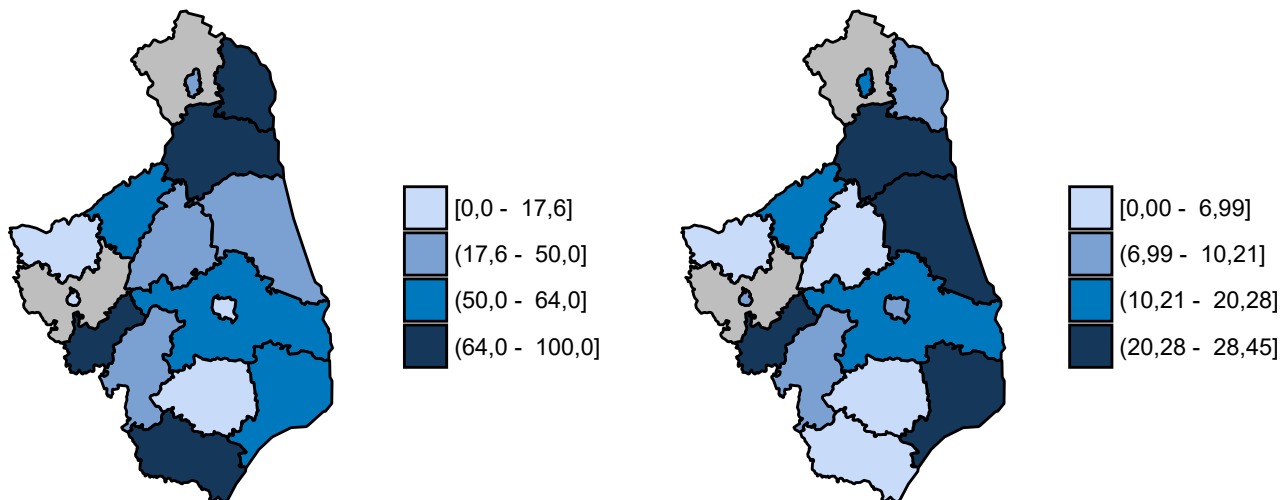 [0,0 - 17,6]
(17,6 - 50,0]
(50,0 - 64,0]
(64,0 - 100,0]
[0,00 - 6,99]
(6,99 - 10,21]
(10,21 - 20,28]
(20,28 - 28,45]